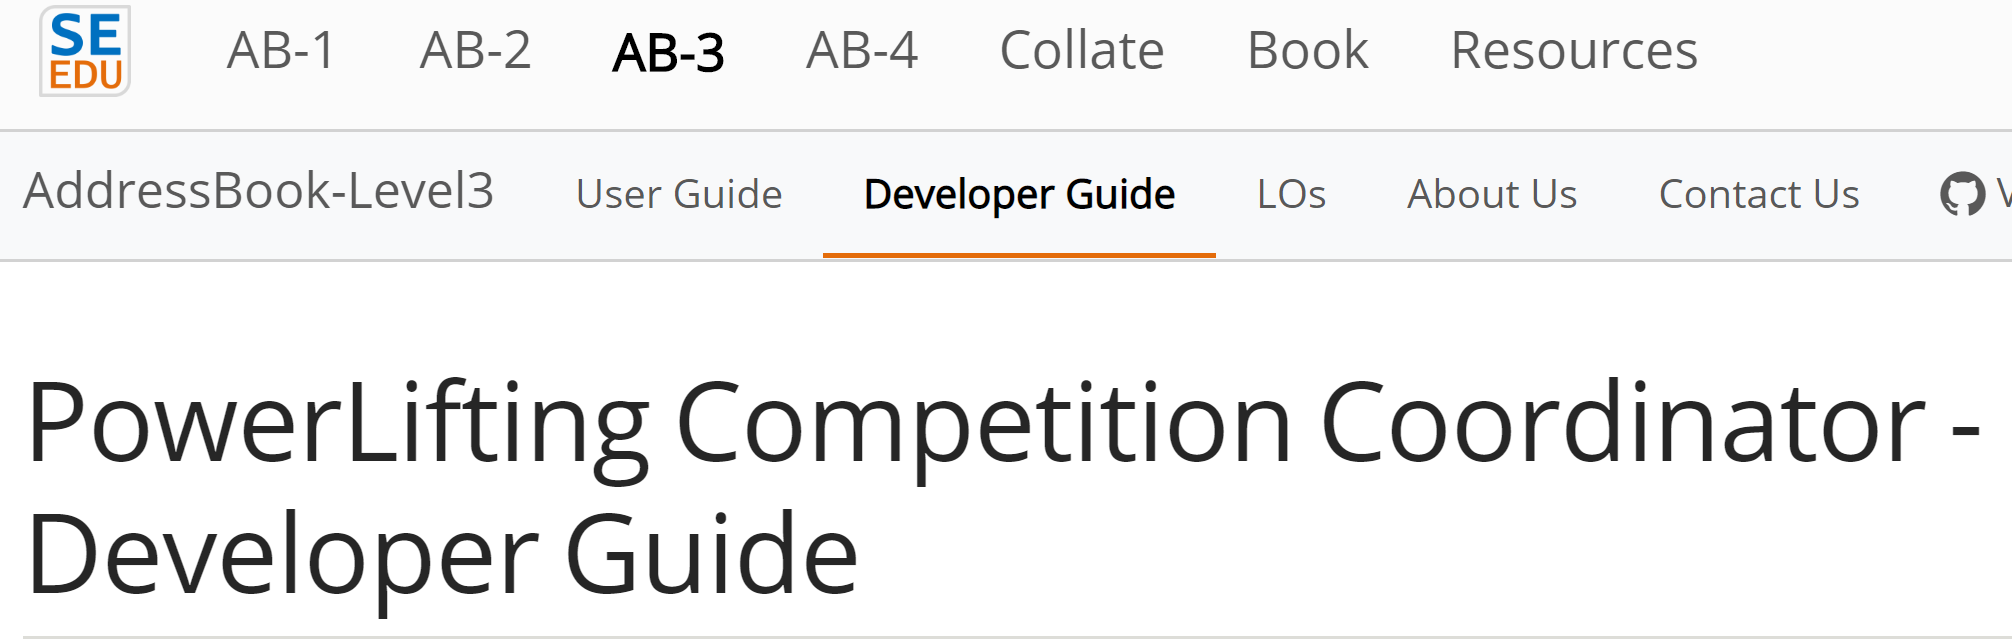 SE
EDU
AB-1 AB-2 AB-3 AB-4 Collate Book Resources
AddressBook-Level3 User Guide Developer Guide LOs About Us Contact Us
PowerLifting Competition Coordinator -
Developer Guide